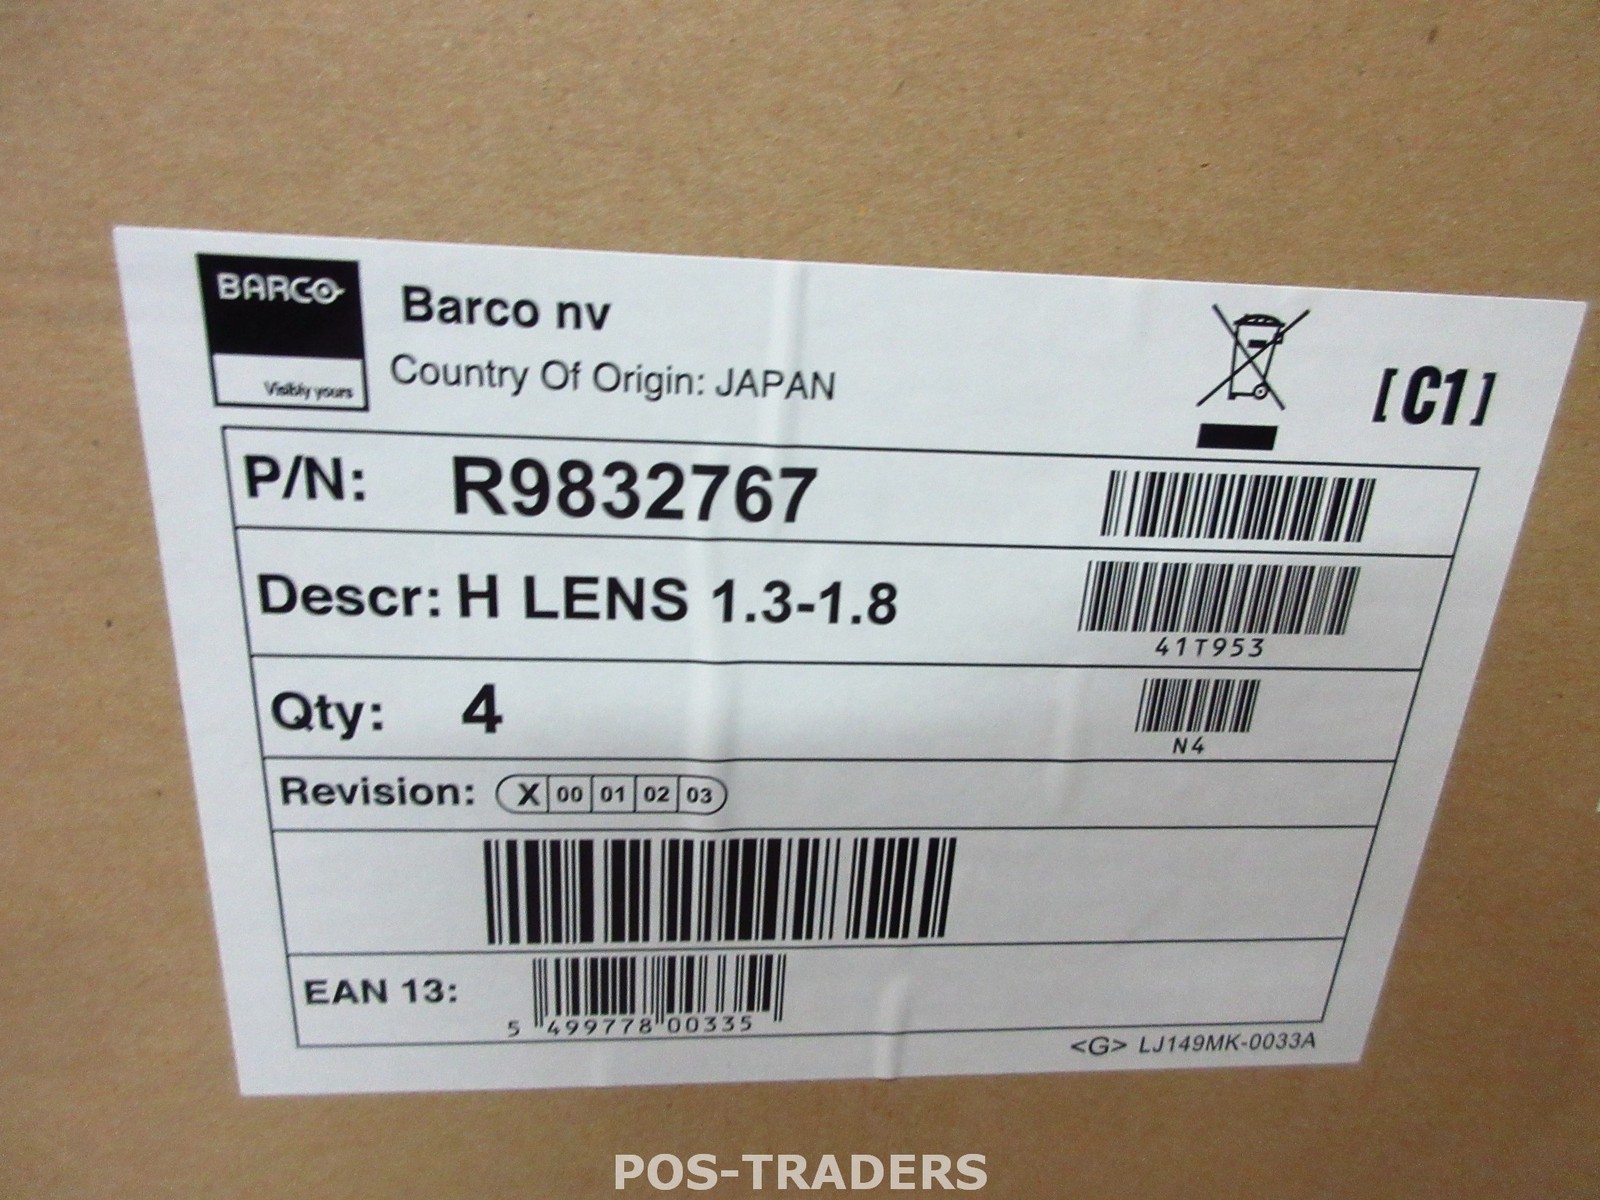 BARCO
Visibly yours
Barco nv
Country Of Origin: JAPAN
[C1]
P/N: R9832767
Descr: H LENS 1.3-1.8
41T953
Qty: 4
N4
Revision: X 00 01 02 03
EAN 13:
5 499778 00335
<G> LJ149MK-0033A
POS-TRADERS